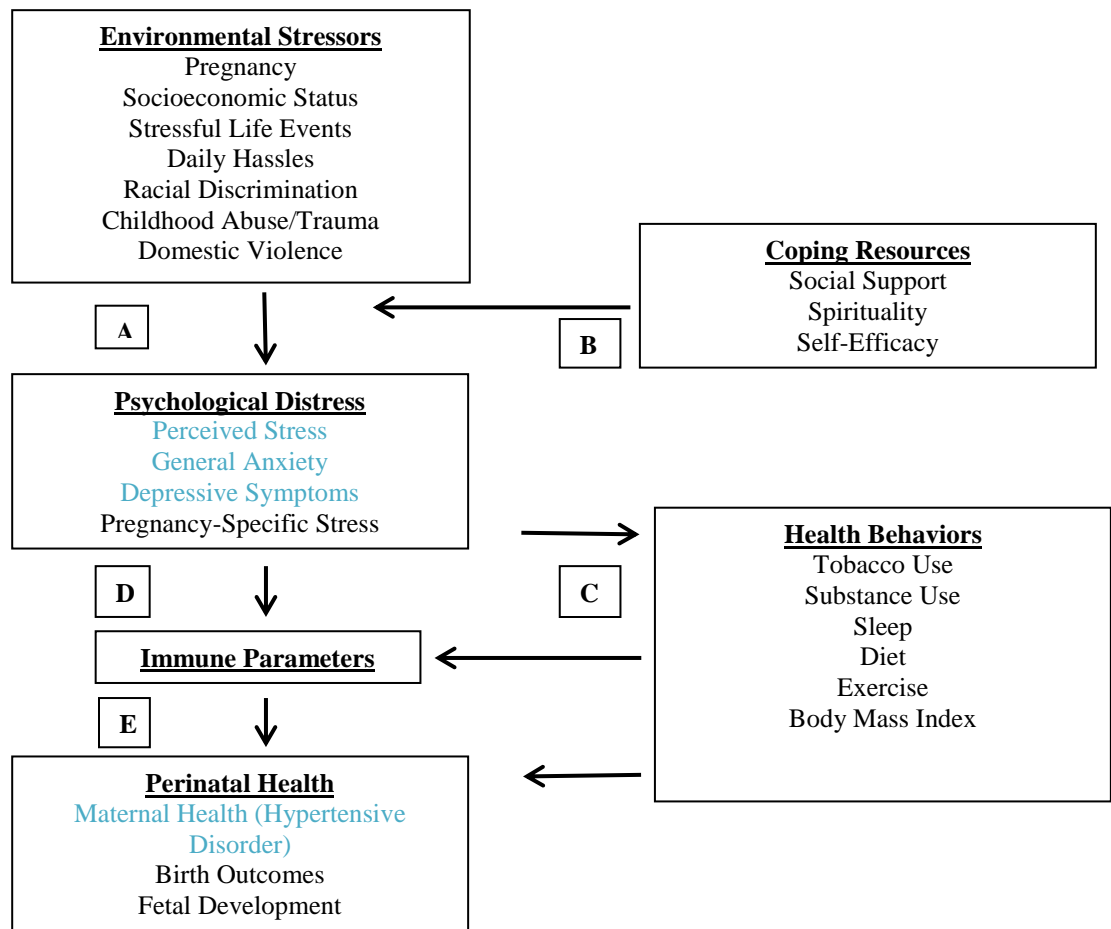 Environmental Stressors
Pregnancy
Socioeconomic Status
Stressful Life Events
Daily Hassles
Racial Discrimination
Childhood Abuse/Trauma
Domestic Violence
Coping Resources
Social Support
Spirituality
Self-Efficacy
A
B
Psychological Distress
Perceived Stress
General Anxiety
Depressive Symptoms
Pregnancy-Specific Stress
Health Behaviors
Tobacco Use
Substance Use
Sleep
Diet
Exercise
Body Mass Index
D
C
Immune Parameters
E
Perinatal Health
Maternal Health (Hypertensive
Disorder)
Birth Outcomes
Fetal Development